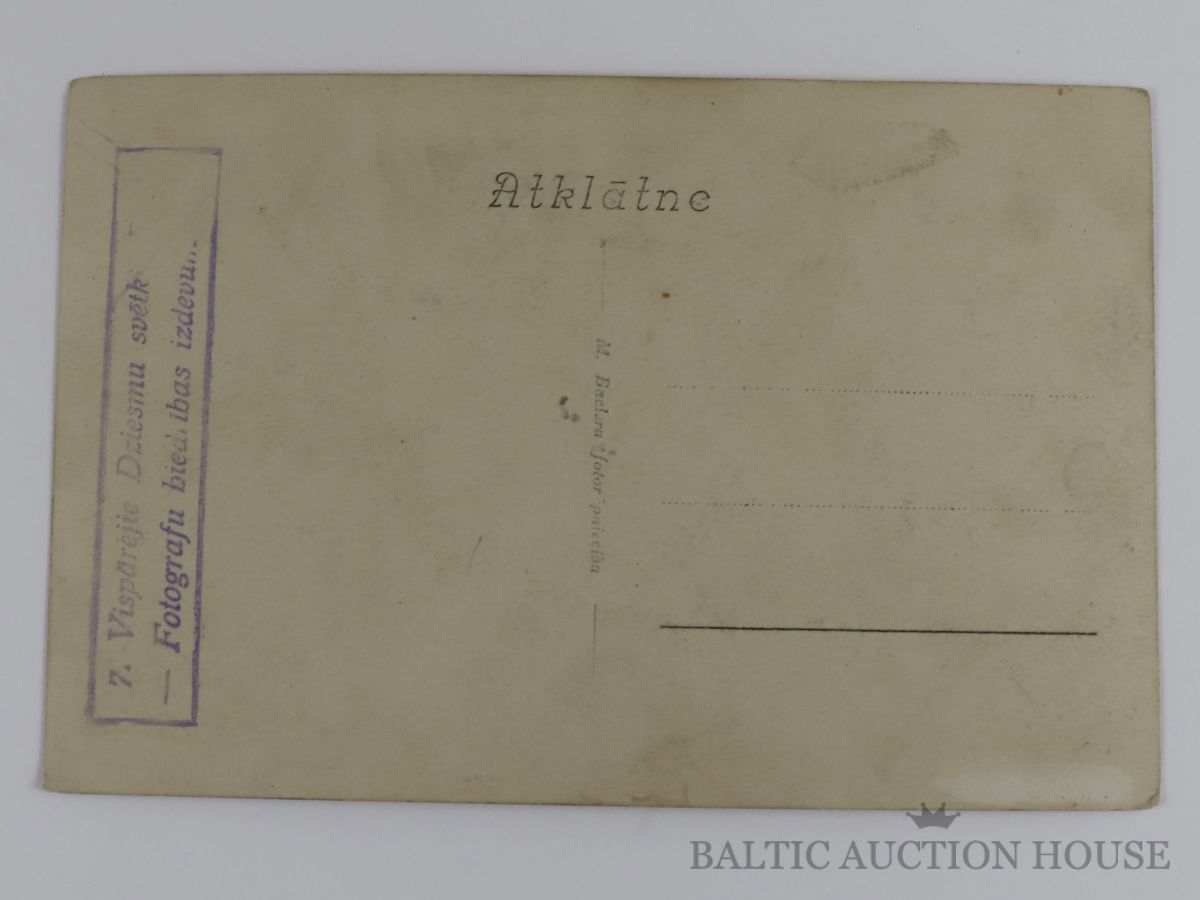 Atklātne
7. Vispārējie Dziesmu svētk
— Fotografu biedrības izdevu
M.
BALTIC AUCTION HOUSE